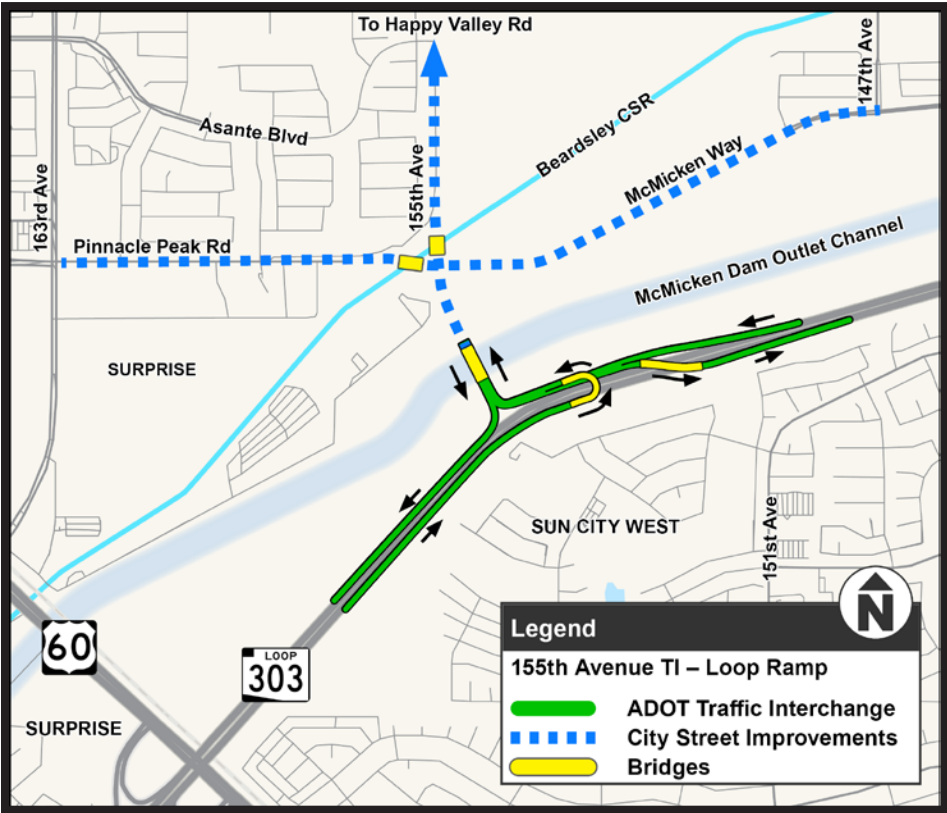 To Happy Valley Rd
147th Ave
Asante Blvd
Beardsley CSR
McMicken Way
155th Ave
163rd Ave
Pinnacle Peak Rd
McMicken Dam Outlet Channel
SURPRISE
SUN CITY WEST
151st Ave
N
60
LOOP
303
SURPRISE
Legend
155th Avenue TI – Loop Ramp
ADOT Traffic Interchange
City Street Improvements
Bridges